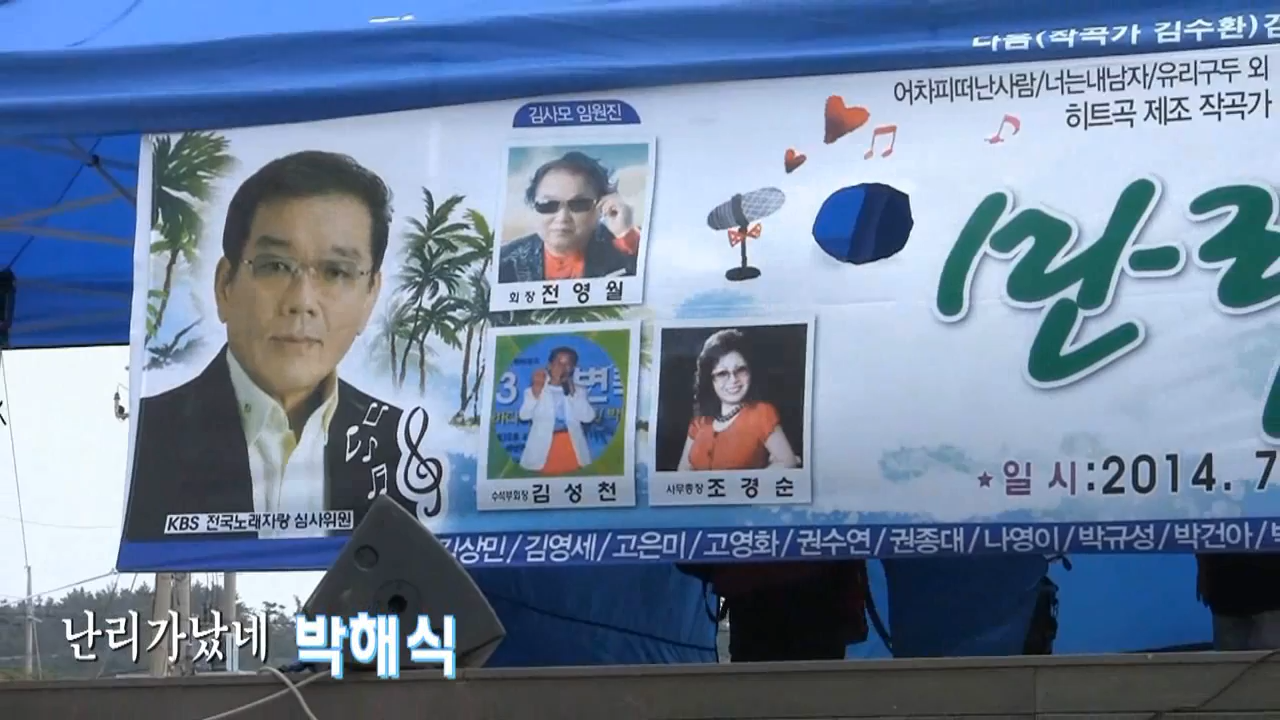 다음(작곡가 김수환)김
어차피떠난사람/너는내남자/유리구두 외
히트곡 제조 작곡가
김사모 임원진
회장 전영월
수석부회장 김성천
사무총장 조경순
KBS 전국노래자랑 심사위원
만
★일 시:2014. 7
김상민/김영세/고은미/고영화/권수연/권종대/나영이/박규성/박건아/
난리가났네 박해식